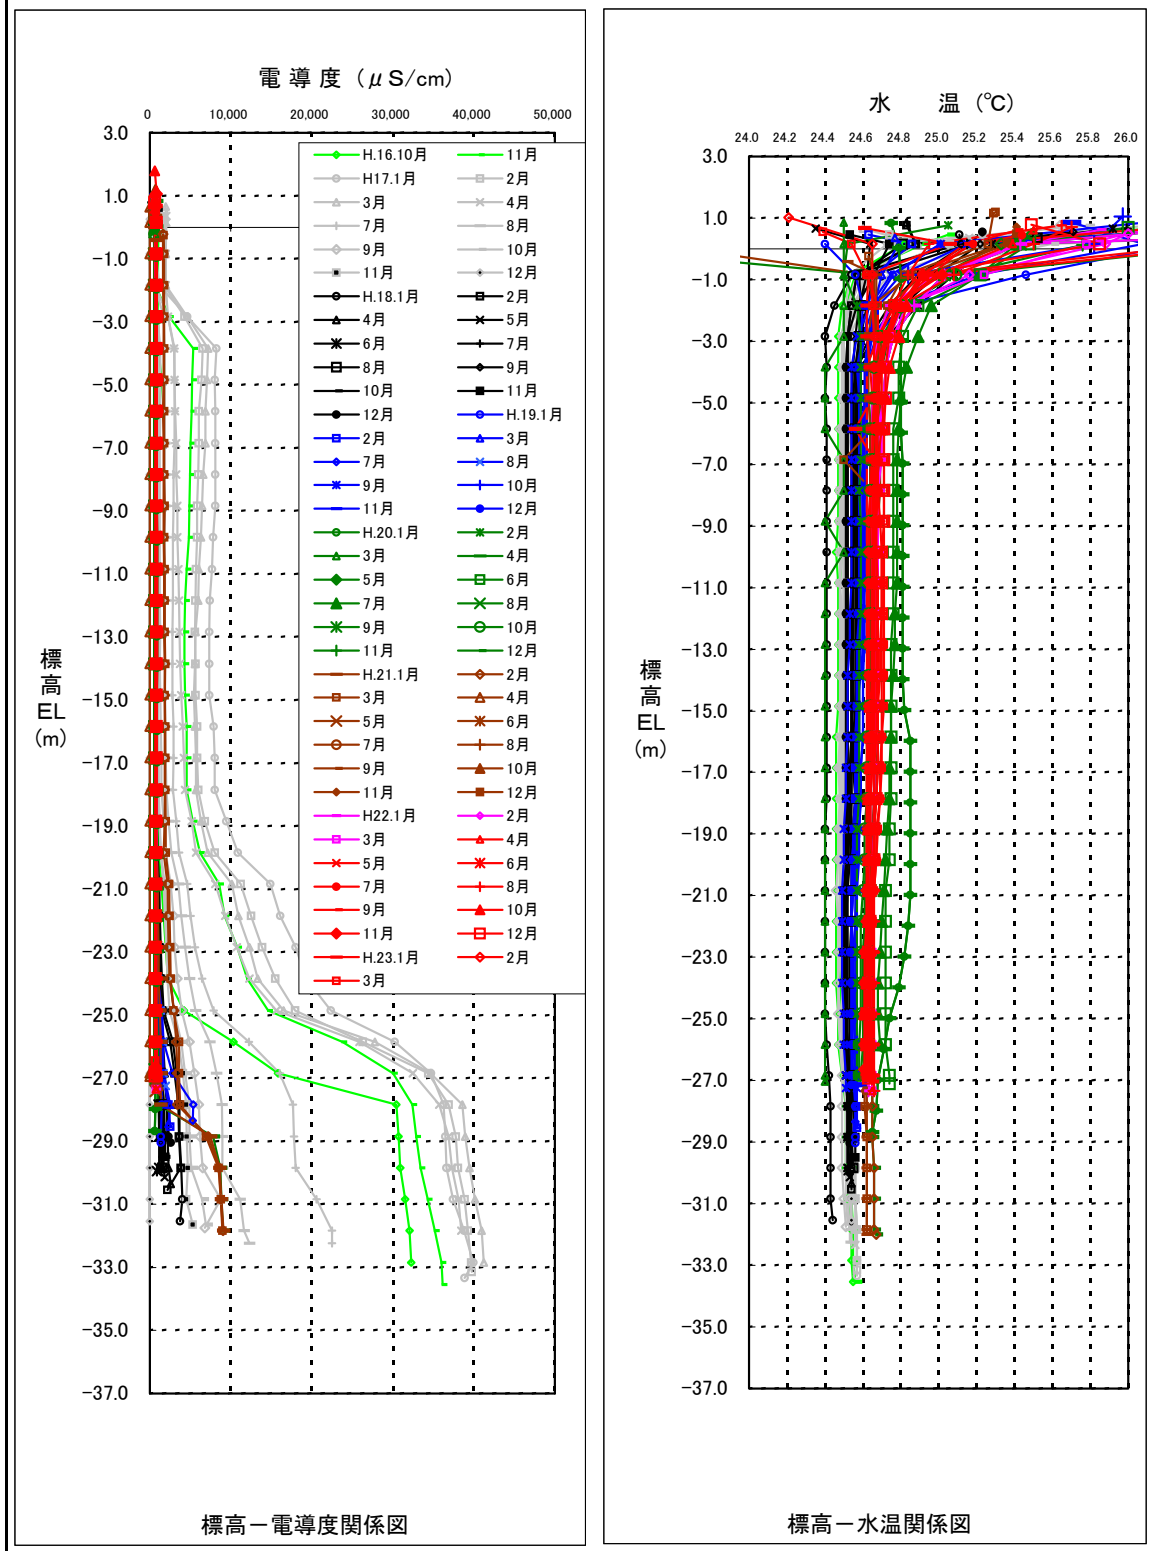 電 導 度 (μS/cm)
0 10,000 20,000 30,000 40,000 50,000
3.0
1.0
−1.0
−3.0
−5.0
−7.0
−9.0
−11.0
−13.0
−15.0
−17.0
−19.0
−21.0
−23.0
−25.0
−27.0
−29.0
−31.0
−33.0
−35.0
−37.0
標
高
EL
(m)
H.16.10月 11月
H17.1月 2月
3月 4月
7月 8月
9月 10月
11月 12月
H.18.1月 2月
4月 5月
6月 7月
8月 9月
10月 11月
12月 H.19.1月
2月 3月
7月 8月
9月 10月
11月 12月
H.20.1月 2月
3月 4月
5月 6月
7月 8月
9月 10月
11月 12月
H.21.1月 2月
3月 4月
5月 6月
7月 8月
9月 10月
11月 12月
H22.1月 2月
3月 4月
5月 6月
7月 8月
9月 10月
11月 12月
H.23.1月 2月
3月
標高－電導度関係図
水 温 (℃)
24.0 24.2 24.4 24.6 24.8 25.0 25.2 25.4 25.6 25.8 26.0
3.0
1.0
−1.0
−3.0
−5.0
−7.0
−9.0
−11.0
−13.0
−15.0
−17.0
−19.0
−21.0
−23.0
−25.0
−27.0
−29.0
−31.0
−33.0
−35.0
−37.0
標
高
EL
(m)
標高－水温関係図